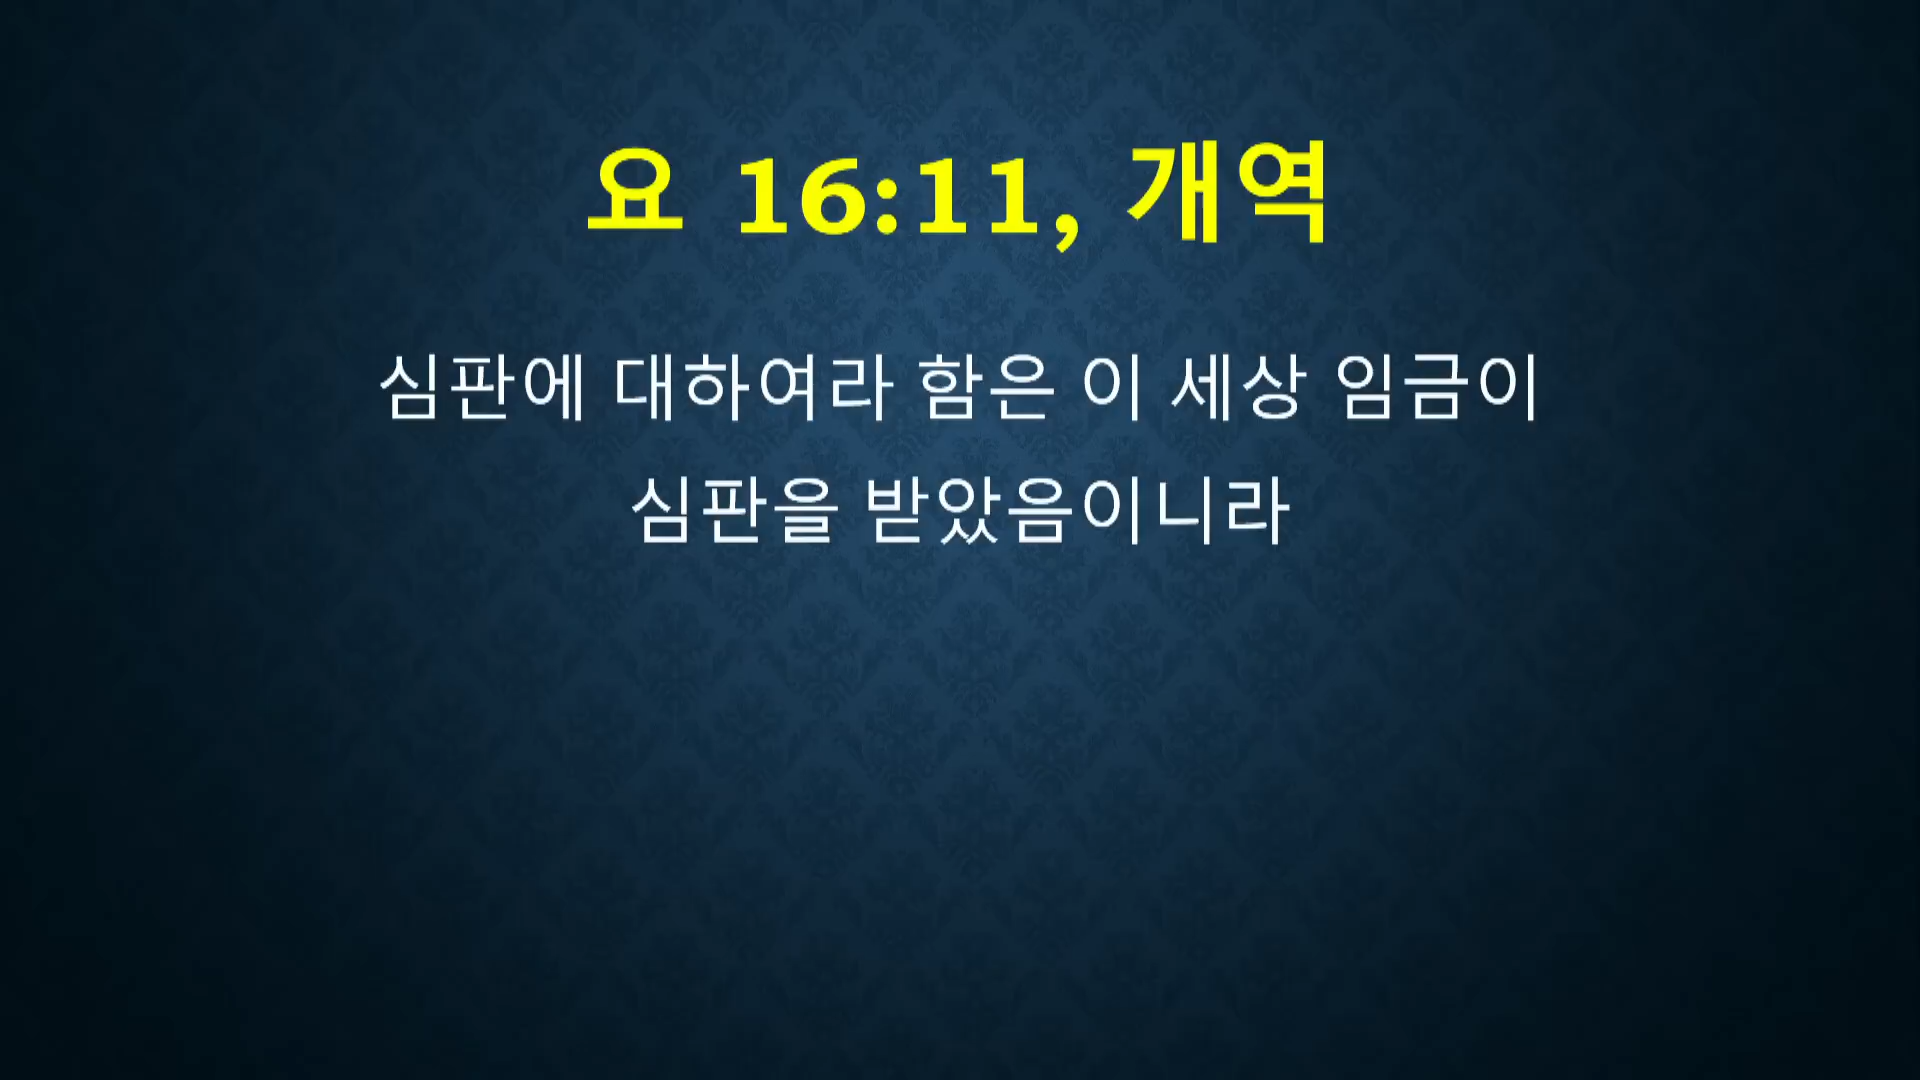 요 16:11, 개역
심판에 대하여라 함은 이 세상 임금이
심판을 받았음이니라